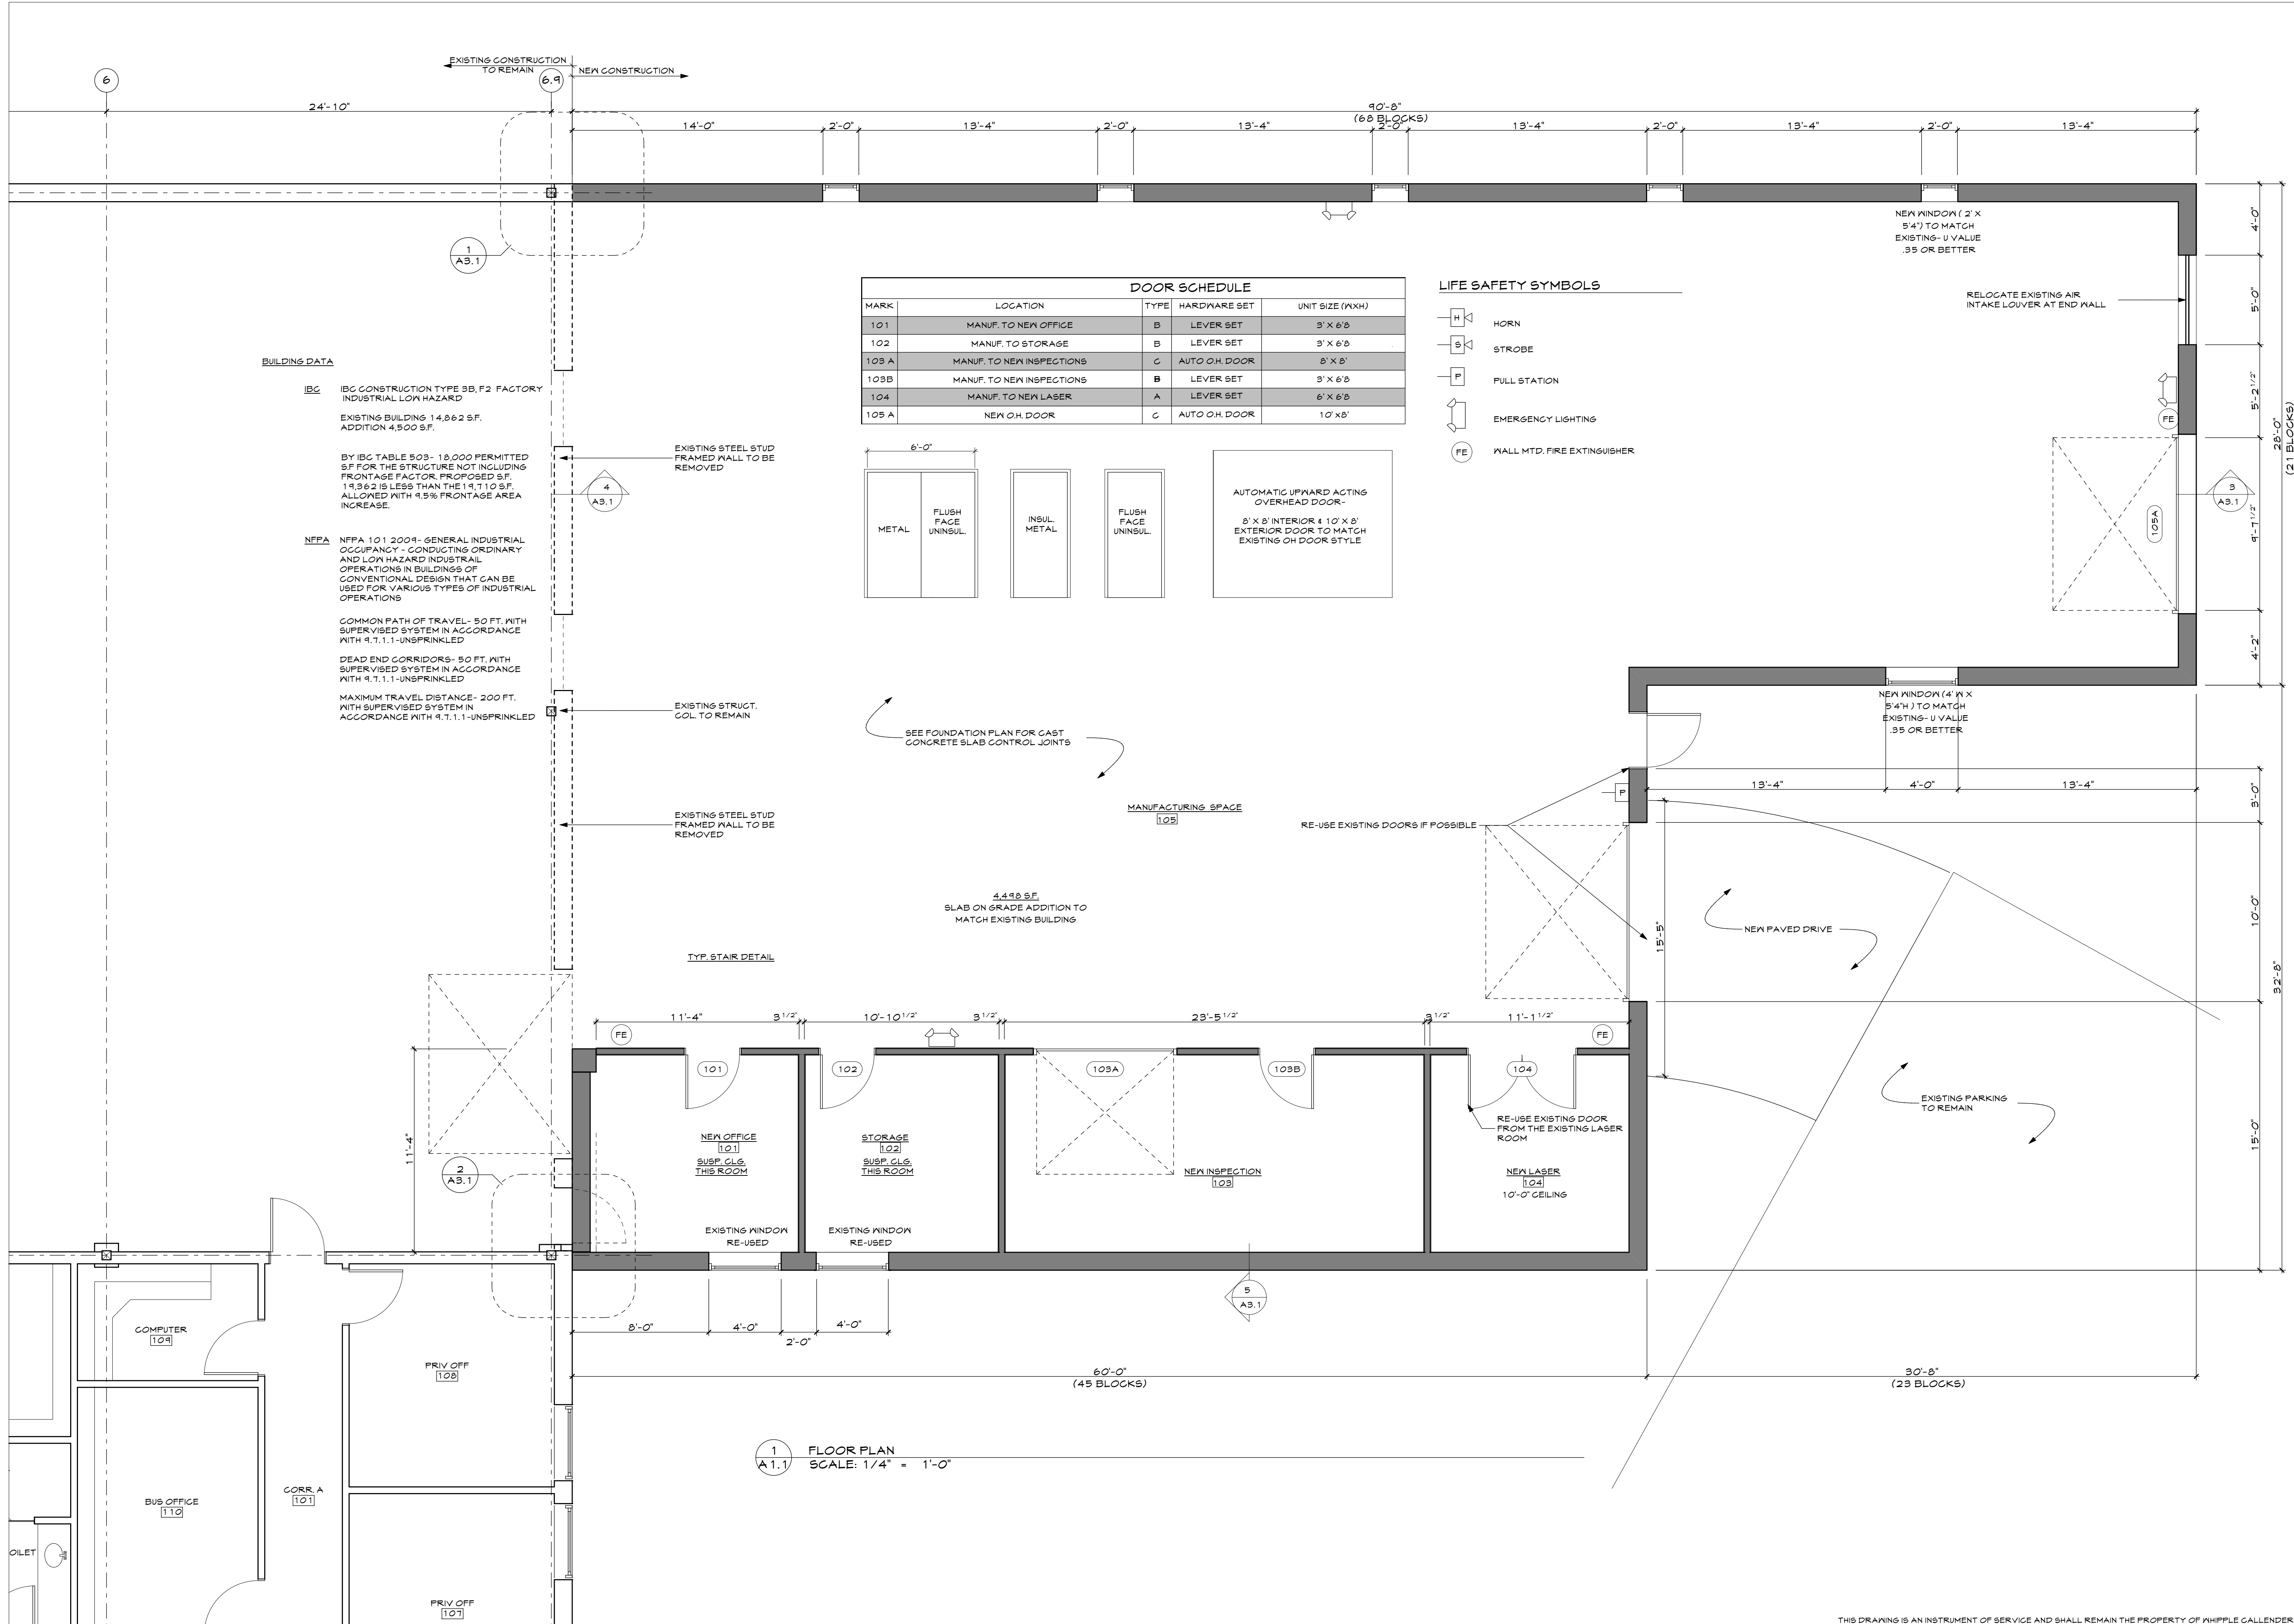 EXISTING CONSTRUCTION
TO REMAIN
NEW CONSTRUCTION
6
6.9
24'-10"
90'-8"
(68 BLOCKS)
14'-0"
2'-0"
13'-4"
2'-0"
13'-4"
2'-0"
13'-4"
2'-0"
13'-4"
2'-0"
13'-4"
1
A3.1
NEW WINDOW ( 2' X
5'4") TO MATCH
EXISTING- U VALUE
.35 OR BETTER
RELOCATE EXISTING AIR
INTAKE LOUVER AT END WALL
4'-0"
5'-0"
5'-2 1/2"
9'-7 1/2"
4'-2"
28'-0"
(21 BLOCKS)
DOOR SCHEDULE
MARK LOCATION TYPE HARDWARE SET UNIT SIZE (WXH)
101 MANUF. TO NEW OFFICE B LEVER SET 3' X 6'8
102 MANUF. TO STORAGE B LEVER SET 3' X 6'8
103 A MANUF. TO NEW INSPECTIONS C AUTO O.H. DOOR 8' X 8'
103B MANUF. TO NEW INSPECTIONS B LEVER SET 3' X 6'8
104 MANUF. TO NEW LASER A LEVER SET 6' X 6'8
105 A NEW O.H. DOOR C AUTO O.H. DOOR 10' x8'
LIFE SAFETY SYMBOLS
H
HORN
S
STROBE
P
PULL STATION
EMERGENCY LIGHTING
FE
WALL MTD. FIRE EXTINGUISHER
FE
3
A3.1
105A
BUILDING DATA
IBC
IBC CONSTRUCTION TYPE 3B, F2 FACTORY
INDUSTRIAL LOW HAZARD
EXISTING BUILDING 14,862 S.F.
ADDITION 4,500 S.F.
BY IBC TABLE 503- 18,000 PERMITTED
S.F FOR THE STRUCTURE NOT INCLUDING
FRONTAGE FACTOR. PROPOSED S.F.
19,362 IS LESS THAN THE19,710 S.F.
ALLOWED WITH 9.5% FRONTAGE AREA
INCREASE.
NFPA
NFPA 101 2009- GENERAL INDUSTRIAL
OCCUPANCY - CONDUCTING ORDINARY
AND LOW HAZARD INDUSTRAIL
OPERATIONS IN BUILDINGS OF
CONVENTIONAL DESIGN THAT CAN BE
USED FOR VARIOUS TYPES OF INDUSTRIAL
OPERATIONS
COMMON PATH OF TRAVEL- 50 FT. WITH
SUPERVISED SYSTEM IN ACCORDANCE
WITH 9.7.1.1-UNSPRINKLED
DEAD END CORRIDORS- 50 FT. WITH
SUPERVISED SYSTEM IN ACCORDANCE
WITH 9.7.1.1-UNSPRINKLED
MAXIMUM TRAVEL DISTANCE- 200 FT.
WITH SUPERVISED SYSTEM IN
ACCORDANCE WITH 9.7.1.1-UNSPRINKLED
EXISTING STEEL STUD
FRAMED WALL TO BE
REMOVED
4
A3.1
6'-0"
METAL
FLUSH
FACE
UNINSUL.
INSUL.
METAL
FLUSH
FACE
UNINSUL.
AUTOMATIC UPWARD ACTING
OVERHEAD DOOR-
8' X 8' INTERIOR & 10' X 8'
EXTERIOR DOOR TO MATCH
EXISTING OH DOOR STYLE
EXISTING STRUCT.
COL. TO REMAIN
SEE FOUNDATION PLAN FOR CAST
CONCRETE SLAB CONTROL JOINTS
NEW WINDOW (4' W X
5'4"H ) TO MATCH
EXISTING- U VALUE
.35 OR BETTER
13'-4"
4'-0"
13'-4"
EXISTING STEEL STUD
FRAMED WALL TO BE
REMOVED
MANUFACTURING SPACE
105
P
RE-USE EXISTING DOORS IF POSSIBLE
3'-0"
10'-0"
15'-0"
32'-8"
4,498 S.F.
SLAB ON GRADE ADDITION TO
MATCH EXISTING BUILDING
15'-5"
NEW PAVED DRIVE
TYP. STAIR DETAIL
11'-4"
3 1/2"
10'-10 1/2"
3 1/2"
23'-5 1/2"
3 1/2"
11'-1 1/2"
FE
FE
101
102
103A
103B
104
EXISTING PARKING
TO REMAIN
RE-USE EXISTING DOOR
FROM THE EXISTING LASER
ROOM
11'-4"
NEW OFFICE
101
SUSP. CLG.
THIS ROOM
STORAGE
102
SUSP. CLG.
THIS ROOM
NEW INSPECTION
103
NEW LASER
104
10'-0" CEILING
2
A3.1
EXISTING WINDOW
RE-USED
EXISTING WINDOW
RE-USED
5
A3.1
8'-0"
4'-0"
2'-0"
4'-0"
60'-0"
(45 BLOCKS)
30'-8"
(23 BLOCKS)
COMPUTER
109
PRIV OFF
108
1
A1.1
FLOOR PLAN
SCALE: 1/4" = 1'-0"
BUS OFFICE
110
CORR. A
101
OILET
PRIV OFF
107
THIS DRAWING IS AN INSTRUMENT OF SERVICE AND SHALL REMAIN THE PROPERTY OF WHIPPLE CALLENDER